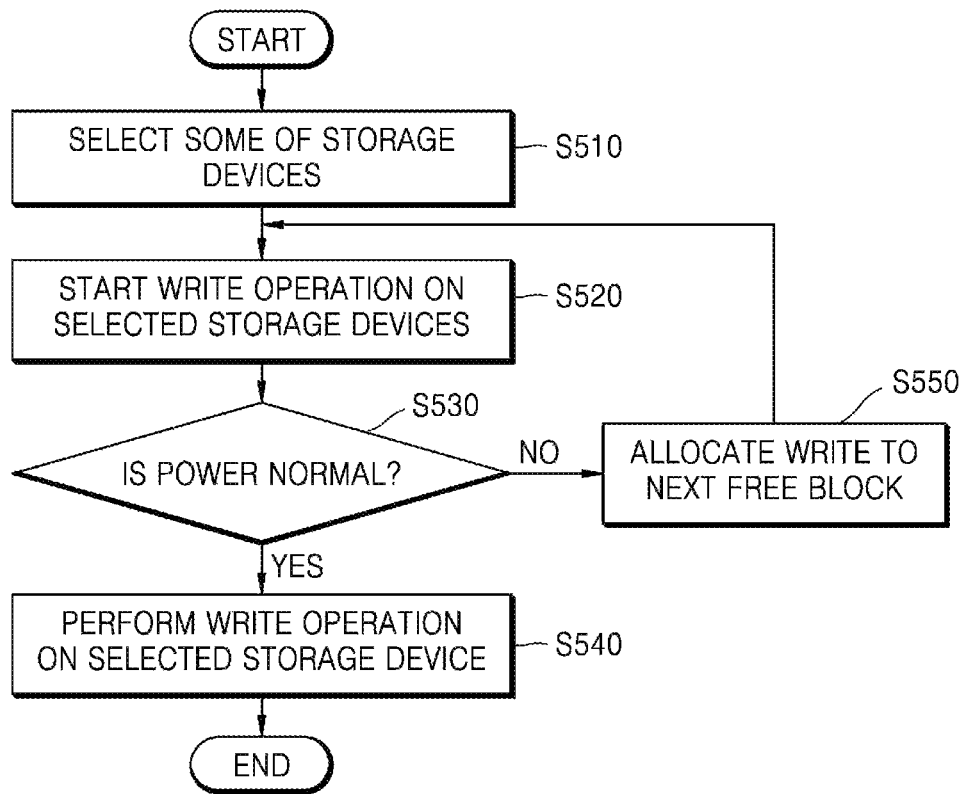 START
SELECT SOME OF STORAGE
DEVICES
S510
START WRITE OPERATION ON
SELECTED STORAGE DEVICES
S520
S530
IS POWER NORMAL?
NO
S550
ALLOCATE WRITE TO
NEXT FREE BLOCK
YES
PERFORM WRITE OPERATION
ON SELECTED STORAGE DEVICE
S540
END